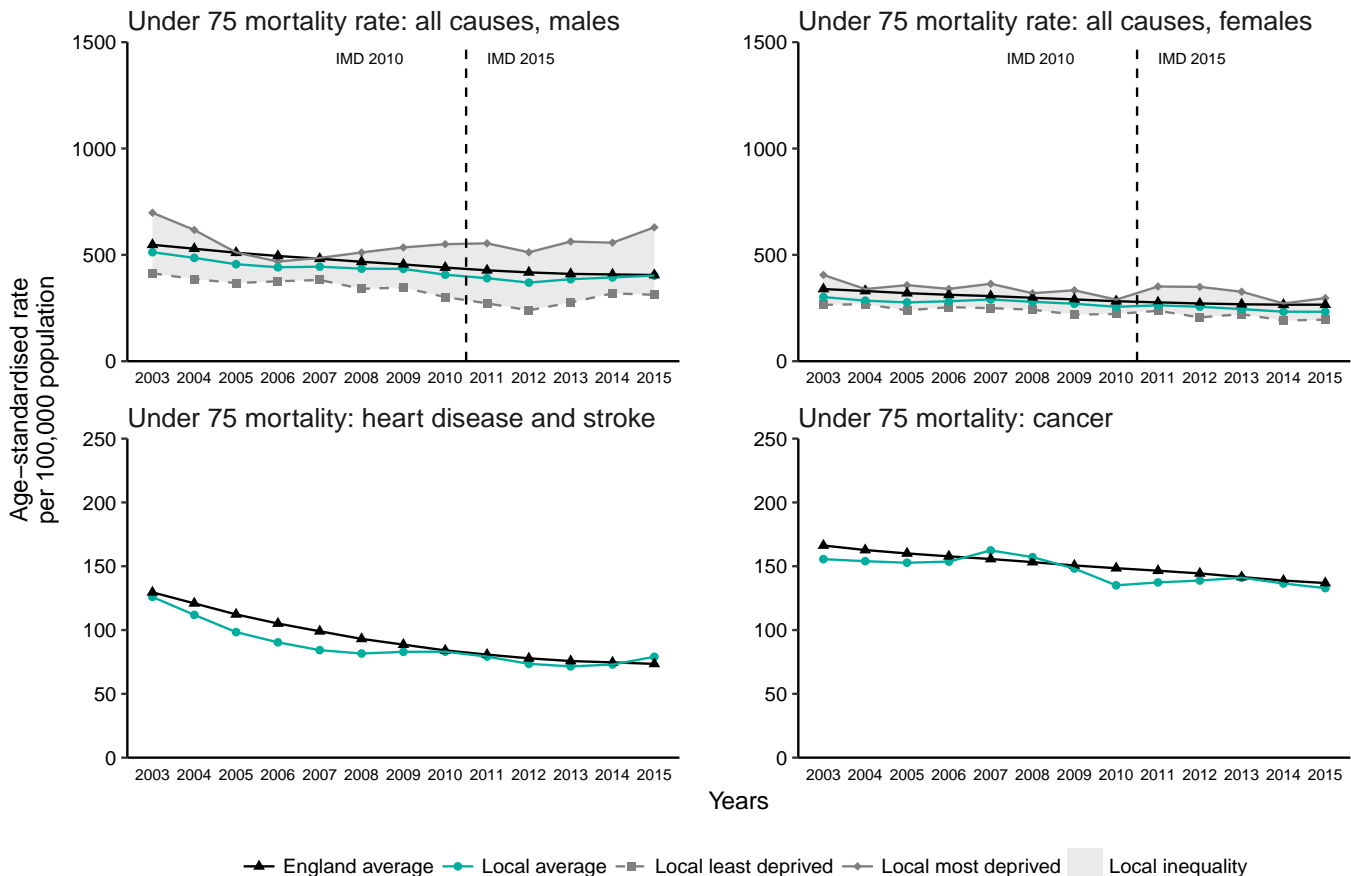 Under 75 mortality rate: all causes, males
IMD 2010
IMD 2015
1500
1000
500
0
2003 2004 2005 2006 2007 2008 2009 2010 2011 2012 2013 2014 2015
Under 75 mortality rate: all causes, females
IMD 2010
IMD 2015
1500
1000
500
0
2003 2004 2005 2006 2007 2008 2009 2010 2011 2012 2013 2014 2015
Age−standardised rate
per 100,000 population
Under 75 mortality: heart disease and stroke
250
200
150
100
50
0
2003 2004 2005 2006 2007 2008 2009 2010 2011 2012 2013 2014 2015
Under 75 mortality: cancer
250
200
150
100
50
0
2003 2004 2005 2006 2007 2008 2009 2010 2011 2012 2013 2014 2015
Years
England average Local average Local least deprived Local most deprived Local inequality